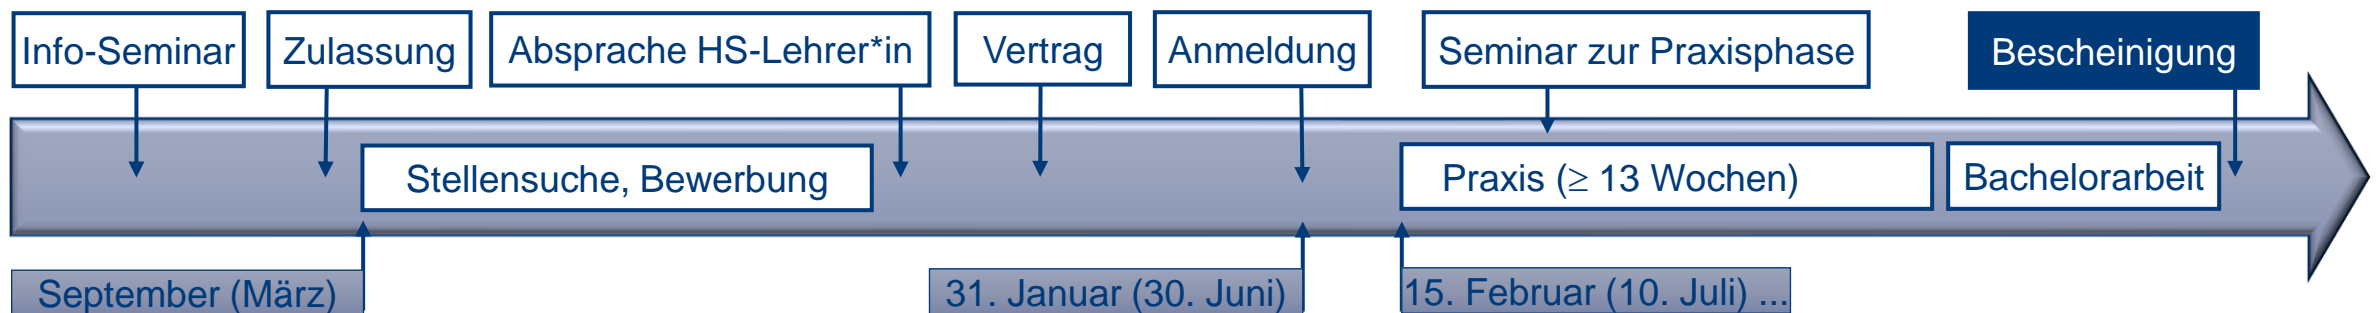 Info-Seminar
Zulassung
Absprache HS-Lehrer*in
Vertrag
Anmeldung
Seminar zur Praxisphase
Bescheinigung
Stellensuche, Bewerbung
Praxis (≥ 13 Wochen)
Bachelorarbeit
September (März)
31. Januar (30. Juni)
15. Februar (10. Juli) ...